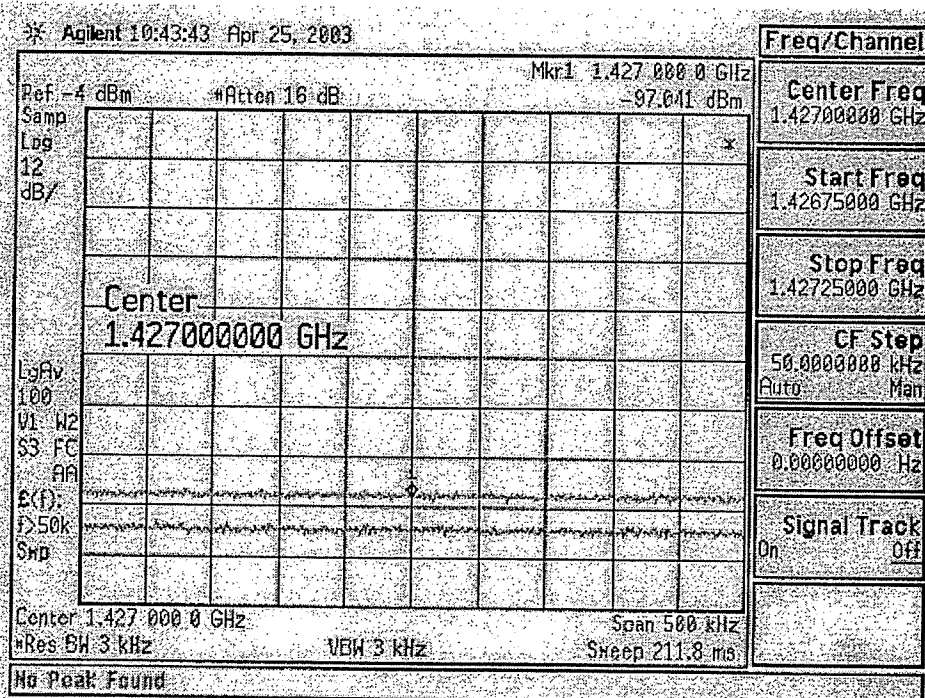 Agilent 10:43:43 Apr 25, 2003
Mkr1 1.427 000 0 GHz
Ref -4 dBm #Atten 16 dB -97.041 dBm
Samp
Log
12
dB/
Center
1.427000000 GHz
LgAv
100
V1 W2
S3 FC
AA
£(f):
f>50k
Swp
Center 1.427 000 0 GHz Span 500 kHz
#Res BW 3 kHz VBW 3 kHz Sweep 211.8 ms
No Peak Found
Freq/Channel
Center Freq
1.42700000 GHz
Start Freq
1.42675000 GHz
Stop Freq
1.42725000 GHz
CF Step
50.0000000 kHz
Auto Man
Freq Offset
0.00000000 Hz
Signal Track
On Off